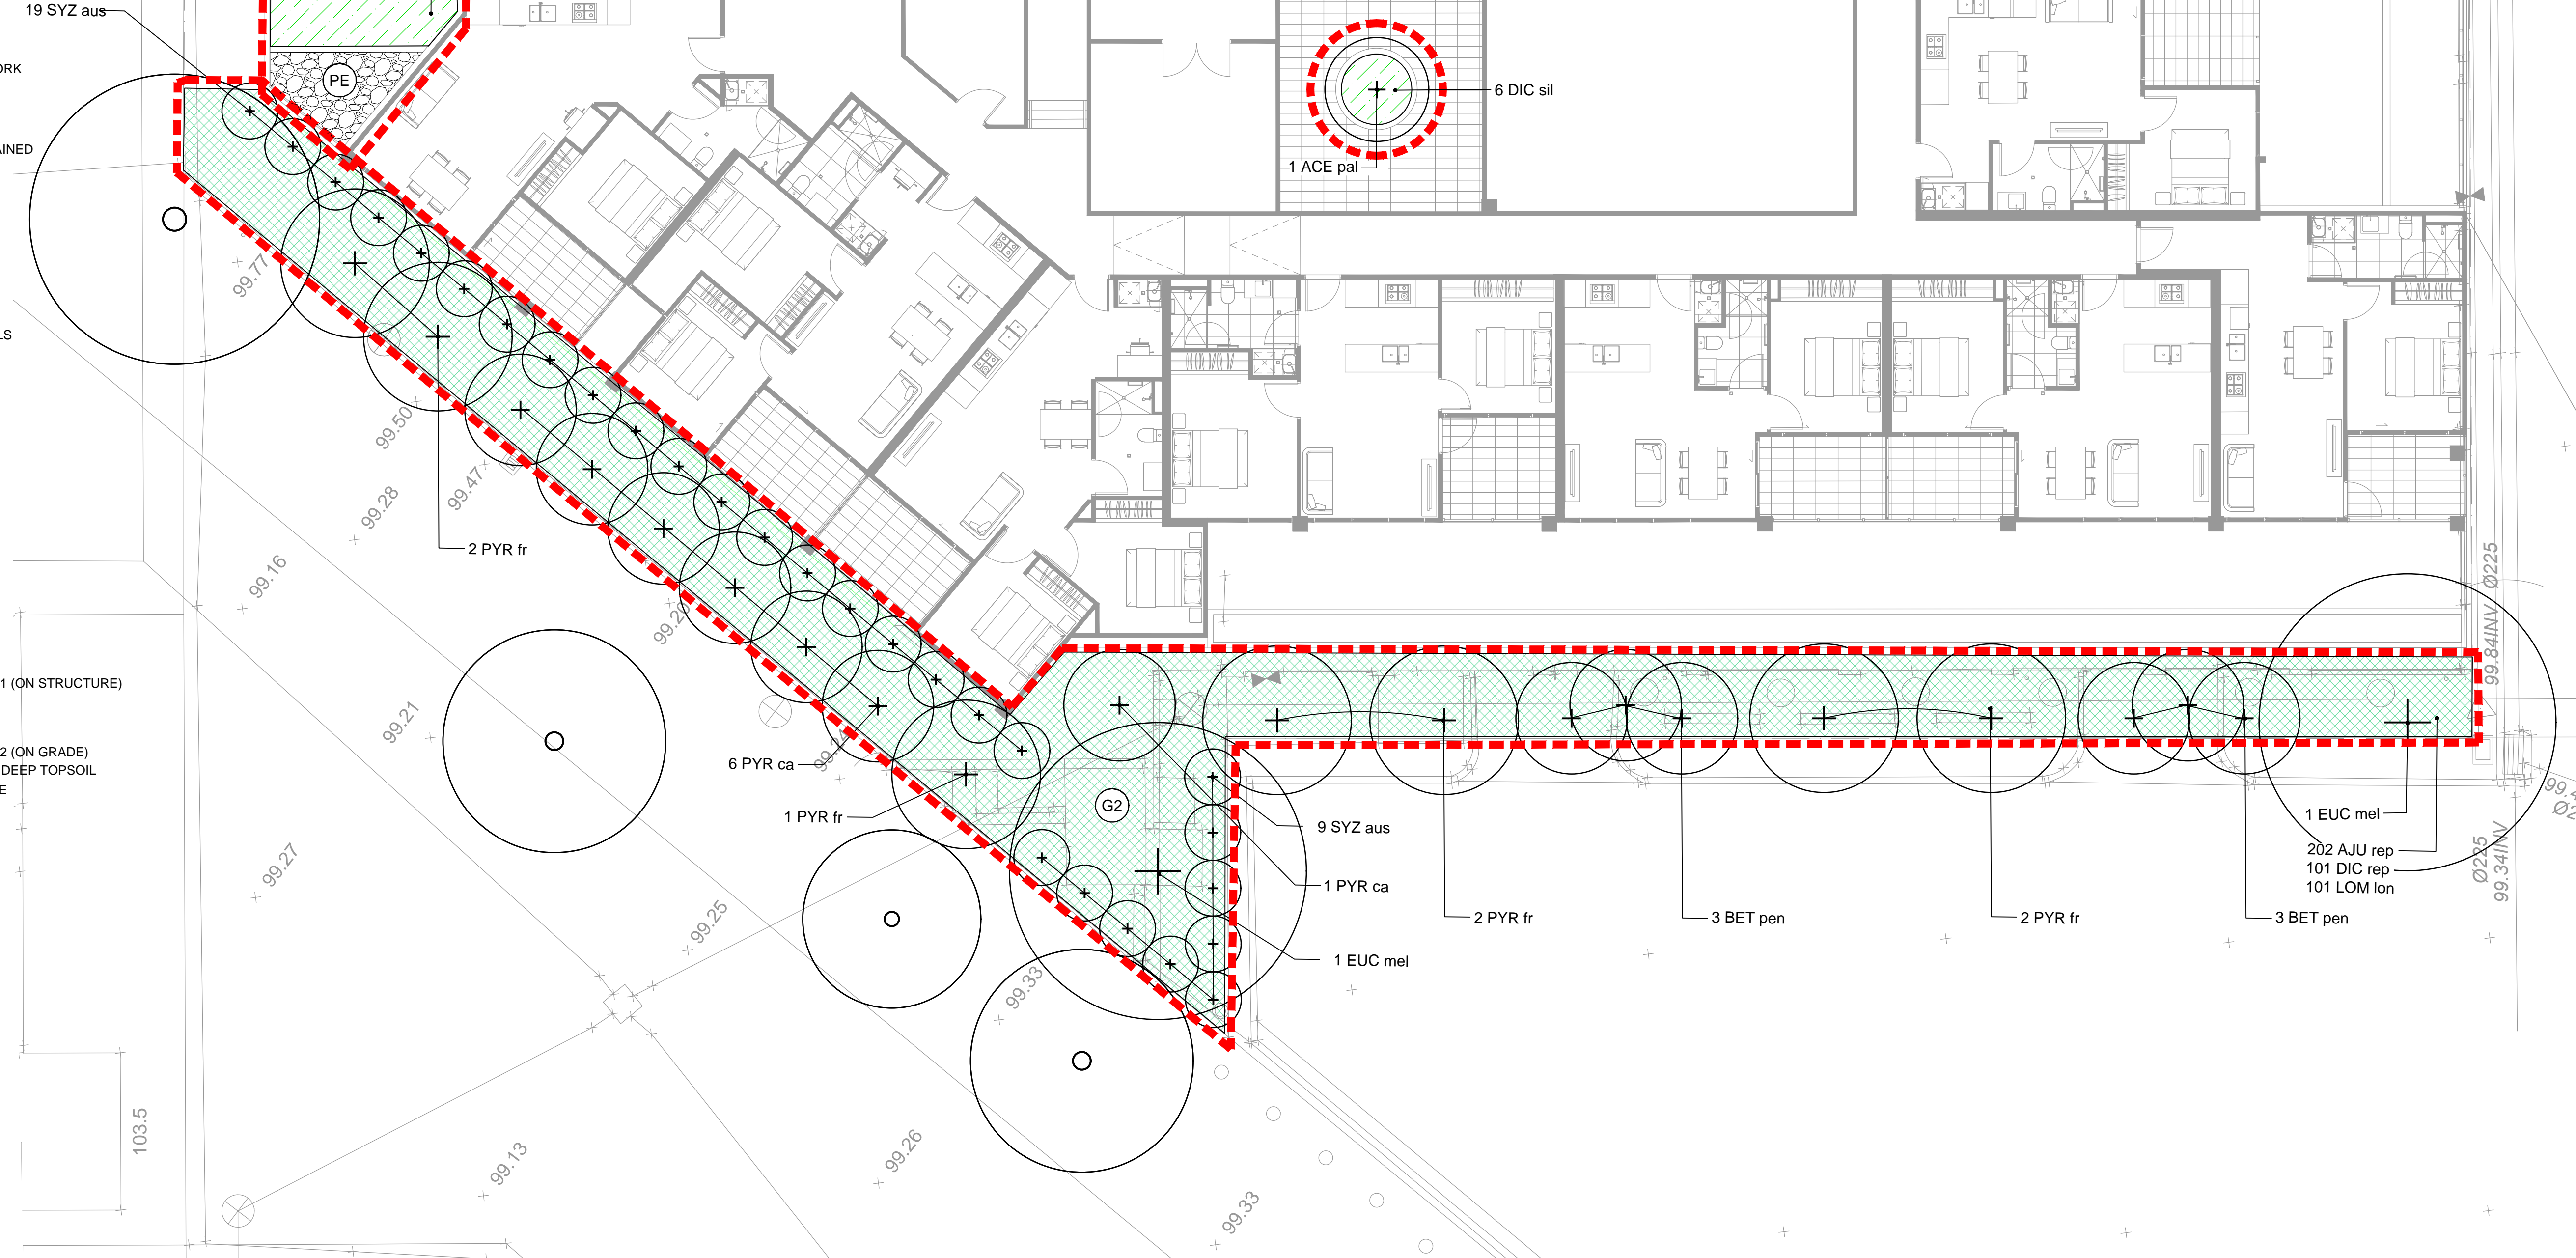 19 SYZ aus
ORK
PE
6 DIC sil
AINED
1 ACE pal
99.77
LS
99.50
99.47
99.28
2 PYR fr
99.16
Ø225
99.84INV
99.20
1 (ON STRUCTURE)
99.21
2 (ON GRADE)
DEEP TOPSOIL
E
6 PYR ca
1 PYR fr
G2
9 SYZ aus
1 EUC mel
202 AJU rep
101 DIC rep
101 LOM lon
Ø225
99.34INV
99.27
1 PYR ca
99.25
2 PYR fr
3 BET pen
2 PYR fr
3 BET pen
1 EUC mel
99.33
103.5
99.13
99.26
99.33